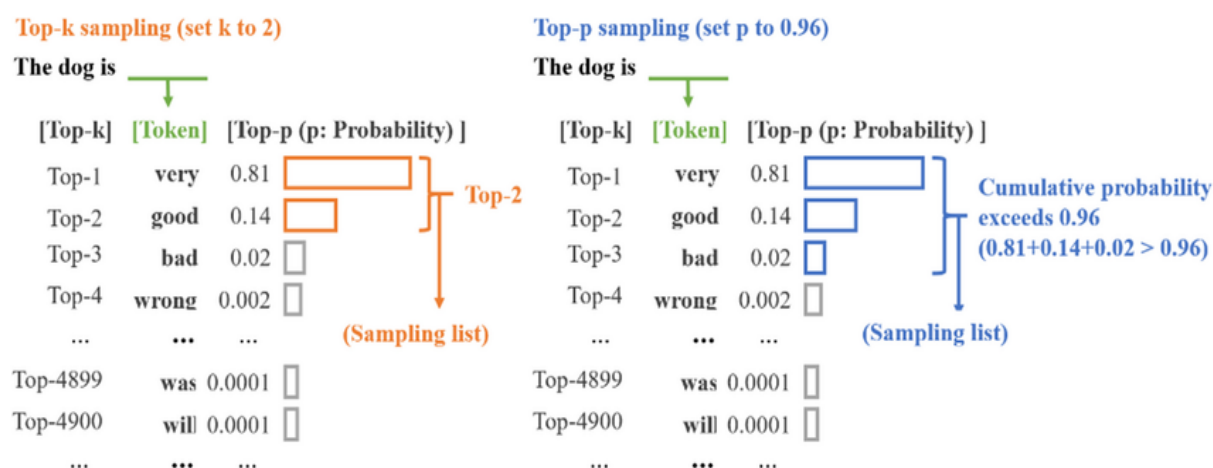 Top-k sampling (set k to 2)
The dog is
[Top-k] [Token] [Top-p (p: Probability) ]
Top-1 very 0.81
Top-2 good 0.14
Top-3 bad 0.02
Top-4 wrong 0.002
... ... ...
Top-4899 was 0.0001
Top-4900 will 0.0001
... ... ...
Top-2
(Sampling list)
Top-p sampling (set p to 0.96)
The dog is
[Top-k] [Token] [Top-p (p: Probability) ]
Top-1 very 0.81
Top-2 good 0.14
Top-3 bad 0.02
Top-4 wrong 0.002
... ... ...
Top-4899 was 0.0001
Top-4900 will 0.0001
... ... ...
Cumulative probability
exceeds 0.96
(0.81+0.14+0.02 > 0.96)
(Sampling list)